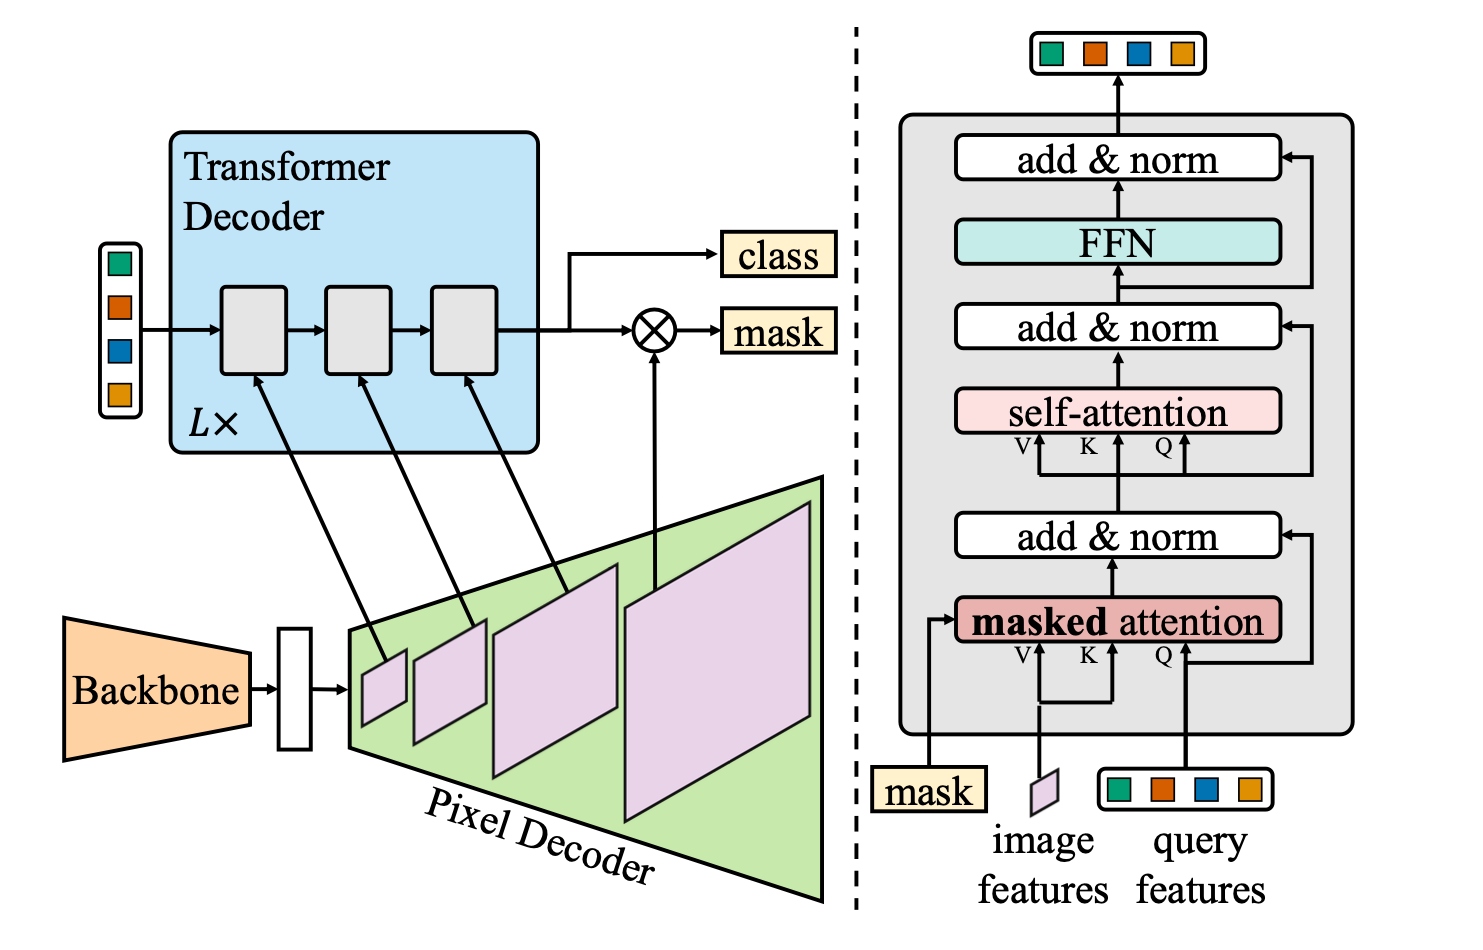 Transformer
Decoder
L×
class
mask
Backbone
Pixel Decoder
add & norm
FFN
add & norm
self-attention
V K Q
add & norm
masked attention
V K Q
mask
image
features
query
features